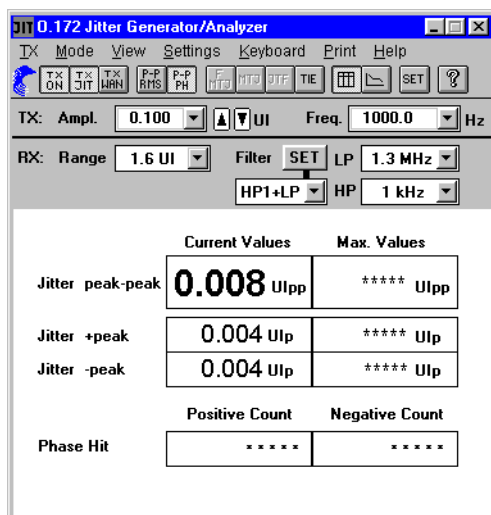 JIT O.172 Jitter Generator/Analyzer
TX Mode View Settings Keyboard Print Help
TX ON TX JIT TX WAN P-P RMS P-P PH F MTJ MTJ JTF TIE SET ?
TX: Ampl. 0.100 UI Freq. 1000.0 Hz
RX: Range 1.6 UI Filter SET LP 1.3 MHz
HP1+LP HP 1 kHz
Current Values Max. Values
Jitter peak-peak 0.008 UIpp ***** UIpp
Jitter +peak 0.004 UIp ***** UIp
Jitter -peak 0.004 UIp ***** UIp
Positive Count Negative Count
Phase Hit ***** *****